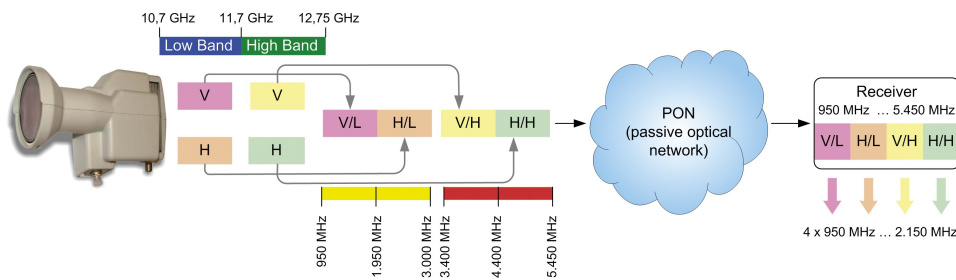 10,7 GHz 11,7 GHz 12,75 GHz
Low Band High Band
V V
H H
V/L H/L V/H H/H
950 MHz
1.950 MHz
3.000 MHz
3.400 MHz
4.400 MHz
5.450 MHz
PON
(passive optical
network)
Receiver
950 MHz ... 5.450 MHz
V/L H/L V/H H/H
4 x 950 MHz ... 2.150 MHz